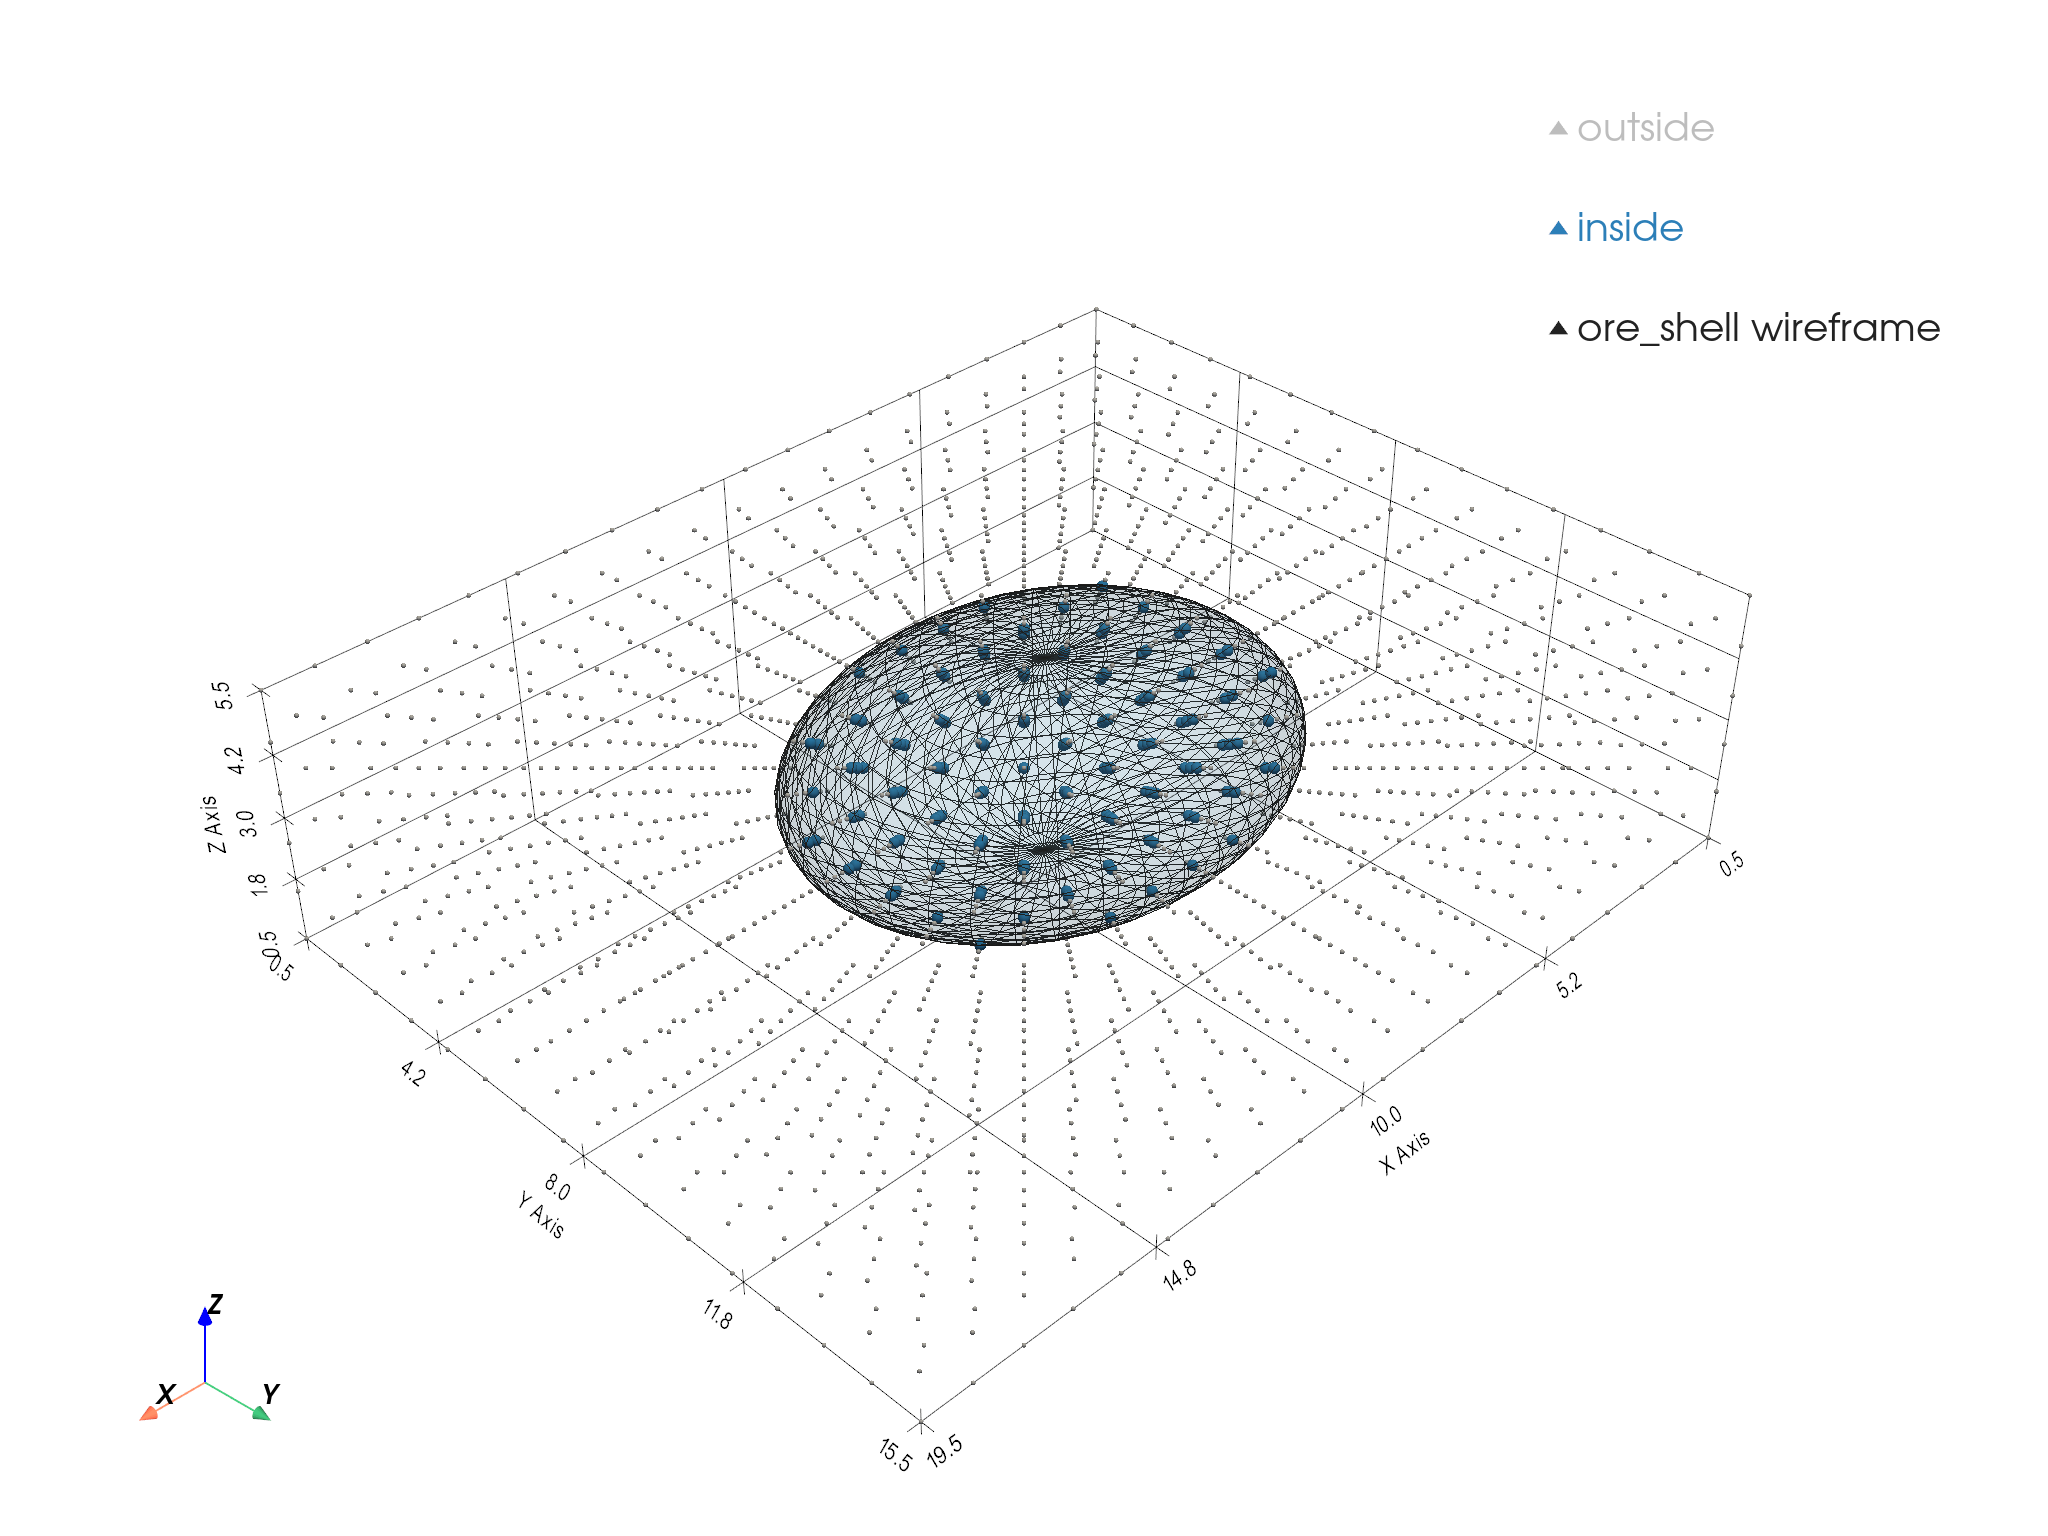 outside
inside
ore_shell wireframe
5.5
4.2
3.0
1.8
0.5
Z Axis
0.5
4.2
8.0
11.8
15.5
Y Axis
0.5
5.2
10.0
14.8
19.5
X Axis
Z
X
Y